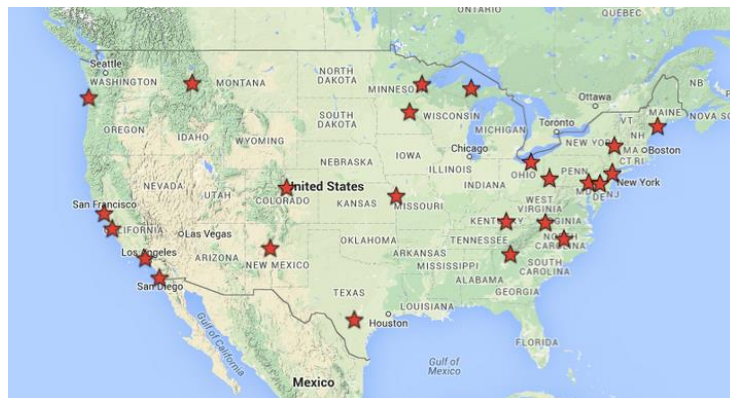 ONTARIO
QUEBEC
Seattle
WASHINGTON
MONTANA
NORTH
DAKOTA
MINNESO
Ottawa
NB
MAINE
NOVA SC
OREGON
IDAHO
SOUTH
DAKOTA
WISCONSIN
MICHIGAN
Toronto
VT
NH
NEW YO
MA
Boston
CT
RI
WYOMING
IOWA
Chicago
NEBRASKA
ILLINOIS
INDIANA
OHIO
PENN
New York
NEVADA
UTAH
United States
COLORADO
KANSAS
MISSOURI
WEST
VIRGINIA
DE
NJ
San Francisco
CALIFORNIA
Las Vegas
KENTUCKY
VIRGINIA
Los Angeles
ARIZONA
NEW MEXICO
OKLAHOMA
ARKANSAS
TENNESSEE
NORTH
CAROLINA
SOUTH
CAROLINA
MISSISSIPPI
ALABAMA
GEORGIA
San Diego
TEXAS
LOUISIANA
Houston
Gulf of
California
FLORIDA
Gulf of
Mexico
Mexico